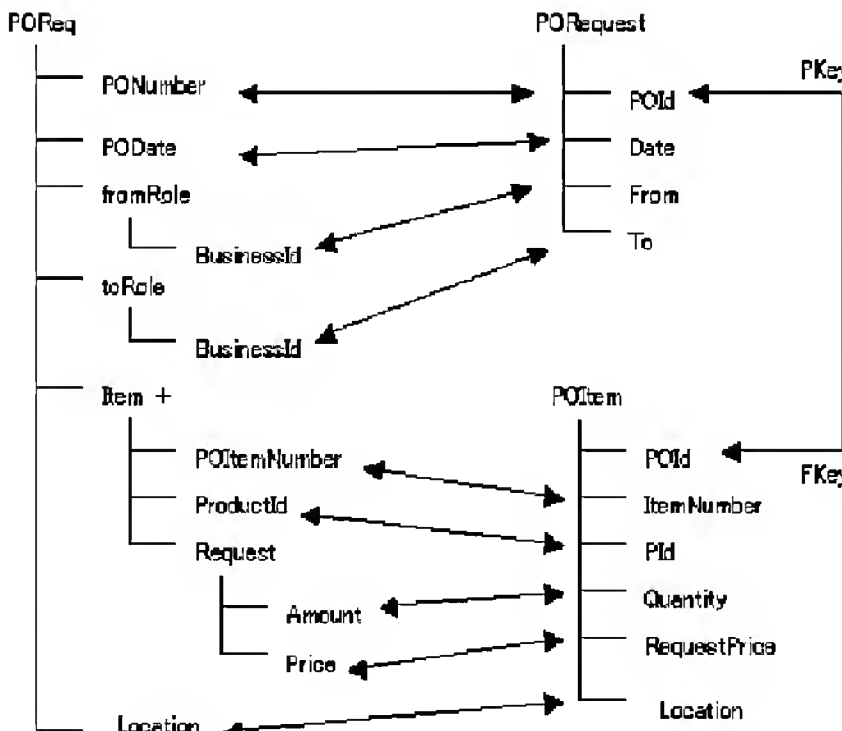 POReq
PORequest
PKey
PONumber
POId
PODate
Date
fromRole
From
BusinessId
To
toRole
BusinessId
Item +
POItem
POItemNumber
POId
FKey
ProductId
ItemNumber
Request
PId
Amount
Quantity
Price
RequestPrice
Location
Location